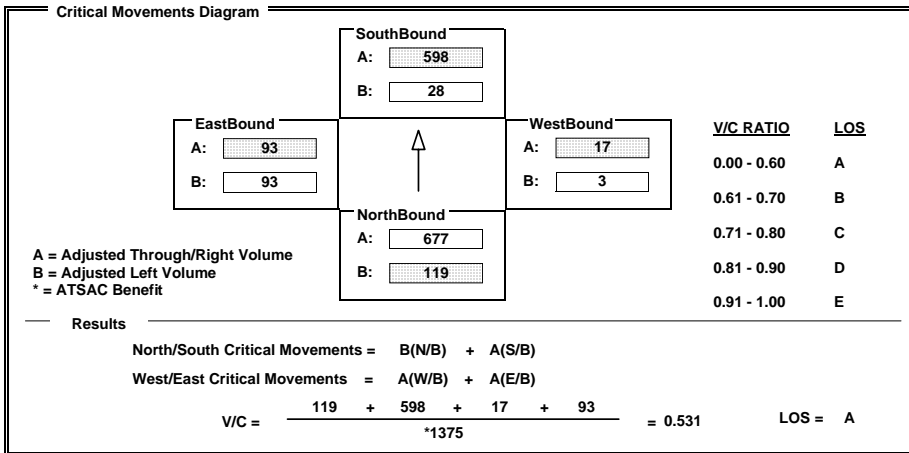 Critical Movements Diagram
SouthBound
A: 598
B: 28
EastBound
A: 93
B: 93
WestBound
A: 17
B: 3
NorthBound
A: 677
B: 119
V/C RATIO LOS
0.00 - 0.60 A
0.61 - 0.70 B
0.71 - 0.80 C
0.81 - 0.90 D
0.91 - 1.00 E
A = Adjusted Through/Right Volume
B = Adjusted Left Volume
* = ATSAC Benefit
Results
North/South Critical Movements = B(N/B) + A(S/B)
West/East Critical Movements = A(W/B) + A(E/B)
119 + 598 + 17 + 93
V/C = = 0.531 LOS = A
*1375